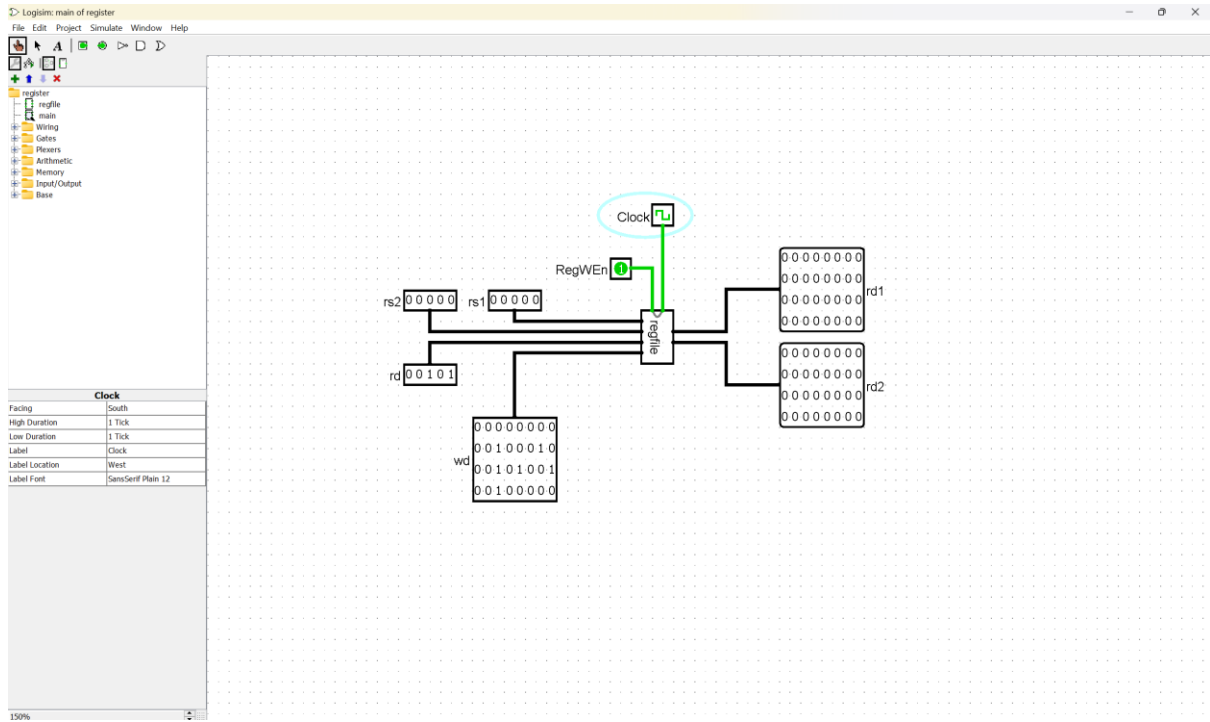 Logisim: main of register
File Edit Project Simulate Window Help
A
register
regfile
main
Wiring
Gates
Plexers
Arithmetic
Memory
Input/Output
Base
Clock
Facing South
High Duration 1 Tick
Low Duration 1 Tick
Label Clock
Label Location West
Label Font SansSerif Plain 12
150%
Clock
RegWEn 1
rs2 0 0 0 0 0
rs1 0 0 0 0 0
rd 0 0 1 0 1
regfile
wd
0 0 0 0 0 0 0 0
0 0 1 0 0 0 1 0
0 0 1 0 1 0 0 1
0 0 1 0 0 0 0 0
0 0 0 0 0 0 0 0
0 0 0 0 0 0 0 0
0 0 0 0 0 0 0 0
0 0 0 0 0 0 0 0
rd1
0 0 0 0 0 0 0 0
0 0 0 0 0 0 0 0
0 0 0 0 0 0 0 0
0 0 0 0 0 0 0 0
rd2